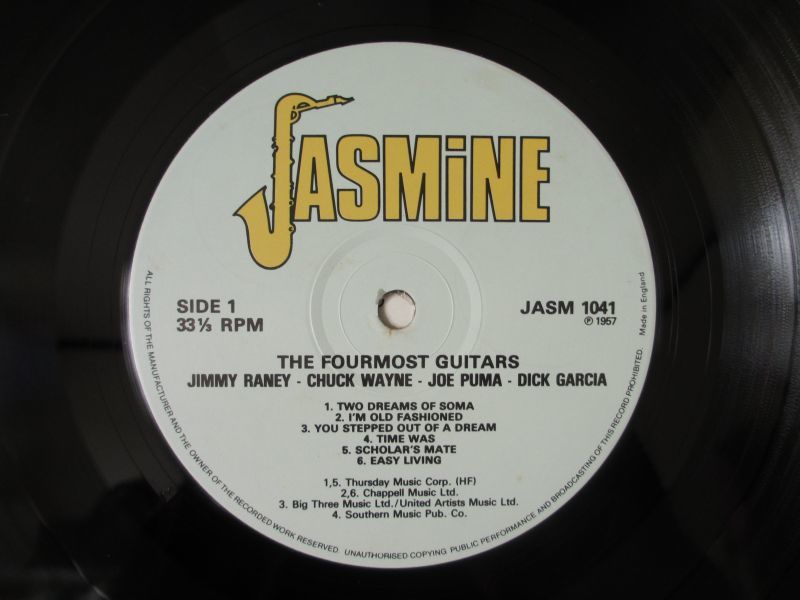 JASMiNE
SIDE 1
33⅓ RPM
JASM 1041
℗ 1957
Made in England
THE FOURMOST GUITARS
JIMMY RANEY - CHUCK WAYNE - JOE PUMA - DICK GARCIA
1. TWO DREAMS OF SOMA
2. I'M OLD FASHIONED
3. YOU STEPPED OUT OF A DREAM
4. TIME WAS
5. SCHOLAR'S MATE
6. EASY LIVING
1,5. Thursday Music Corp. (HF)
2,6. Chappell Music Ltd.
3. Big Three Music Ltd./United Artists Music Ltd.
4. Southern Music Pub. Co.
ALL RIGHTS OF THE MANUFACTURER AND THE OWNER OF THE RECORDED WORK RESERVED. UNAUTHORISED COPYING PUBLIC PERFORMANCE AND BROADCASTING OF THIS RECORD PROHIBITED.